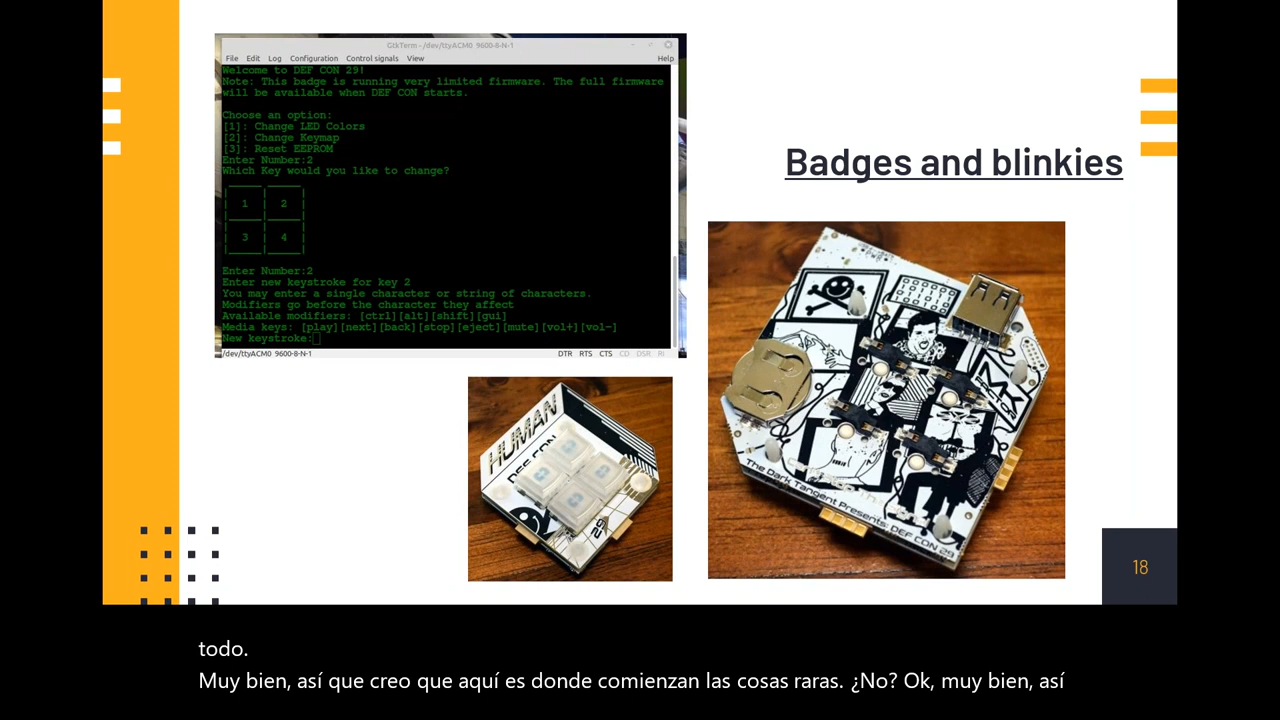 GtkTerm - /dev/ttyACM0 9600-8-N-1
File Edit Log Configuration Control signals View Help
Welcome to DEF CON 29!
Note: This badge is running very limited firmware. The full firmware
will be available when DEF CON starts.
Choose an option:
[1]: Change LED Colors
[2]: Change Keymap
[3]: Reset EEPROM
Enter Number:2
Which Key would you like to change?
1 2
3 4
Enter Number:2
Enter new keystroke for key 2
You may enter a single character or string of characters.
Modifiers go before the character they affect
Available modifiers: [ctrl][alt][shift][gui]
Media keys: [play][next][back][stop][eject][mute][vol+][vol-]
New keystroke:
/dev/ttyACM0 9600-8-N-1 DTR RTS CTS CD DSR RI
Badges and blinkies
HUMAN
DEF CON
29
MK
FACTOR
The Dark Tangent Presents: DEF CON 29
18
todo.
Muy bien, así que creo que aquí es donde comienzan las cosas raras. ¿No? Ok, muy bien, así